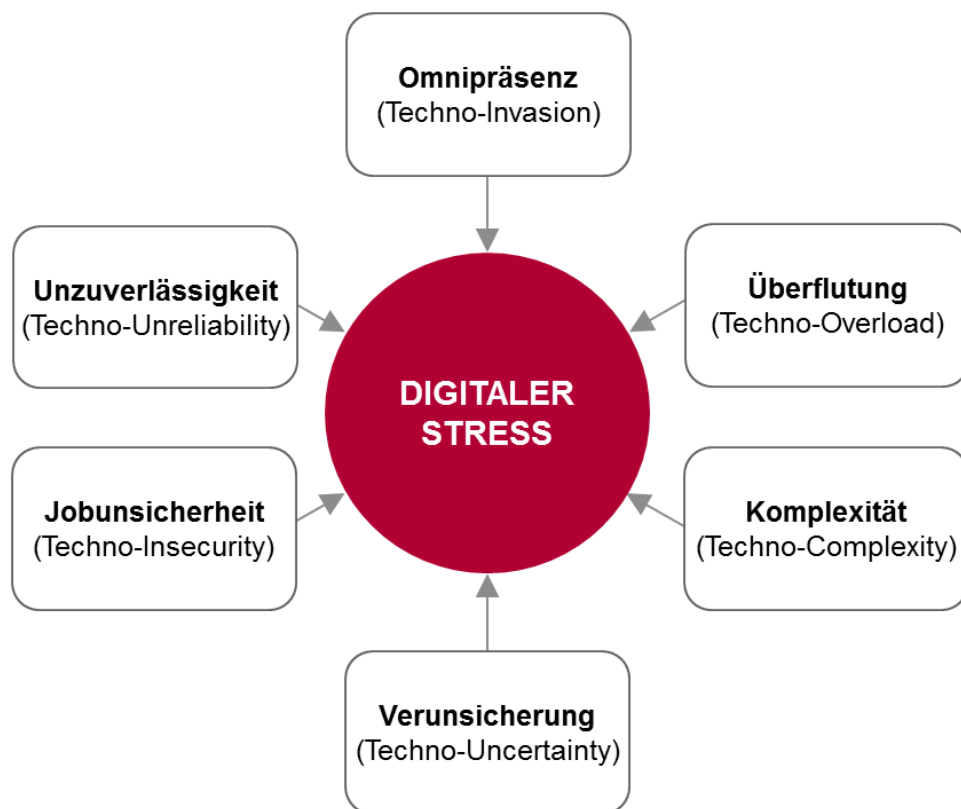 Omnipräsenz
(Techno-Invasion)
Unzuverlässigkeit
(Techno-Unreliability)
Überflutung
(Techno-Overload)
DIGITALER
STRESS
Jobunsicherheit
(Techno-Insecurity)
Komplexität
(Techno-Complexity)
Verunsicherung
(Techno-Uncertainty)